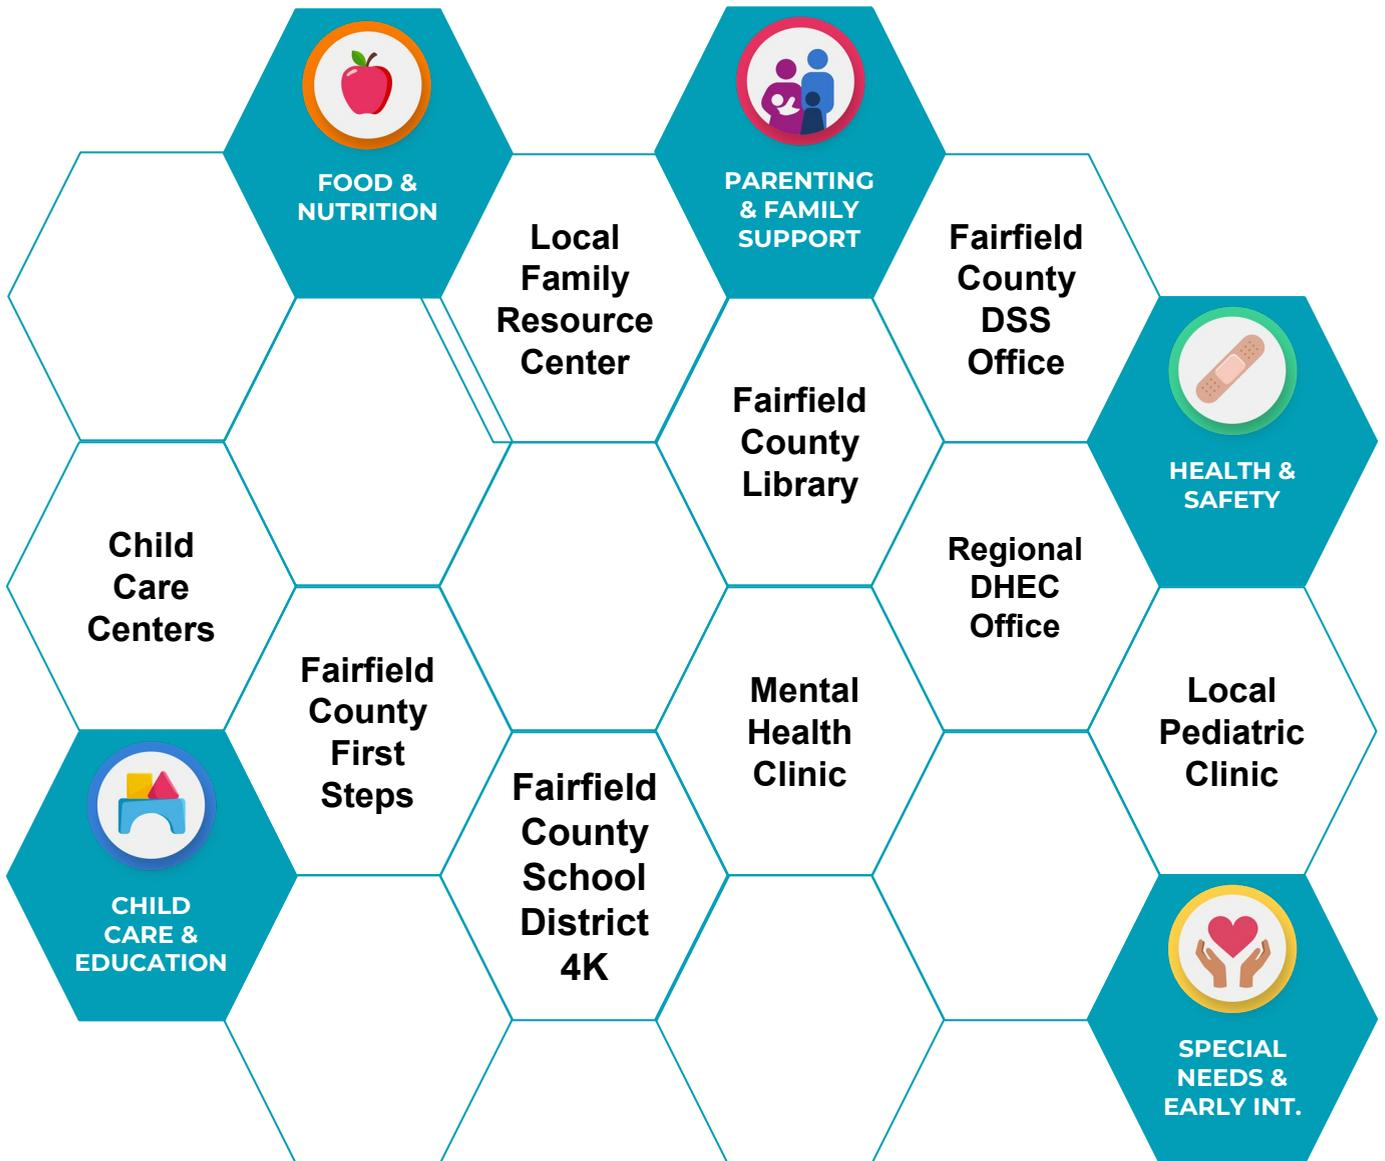 FOOD &
NUTRITION
PARENTING
& FAMILY
SUPPORT
Local
Family
Resource
Center
Fairfield
County
DSS
Office
Fairfield
County
Library
HEALTH &
SAFETY
Child
Care
Centers
Regional
DHEC
Office
Fairfield
County
First
Steps
Mental
Health
Clinic
Local
Pediatric
Clinic
Fairfield
County
School
District
4K
CHILD
CARE &
EDUCATION
SPECIAL
NEEDS &
EARLY INT.